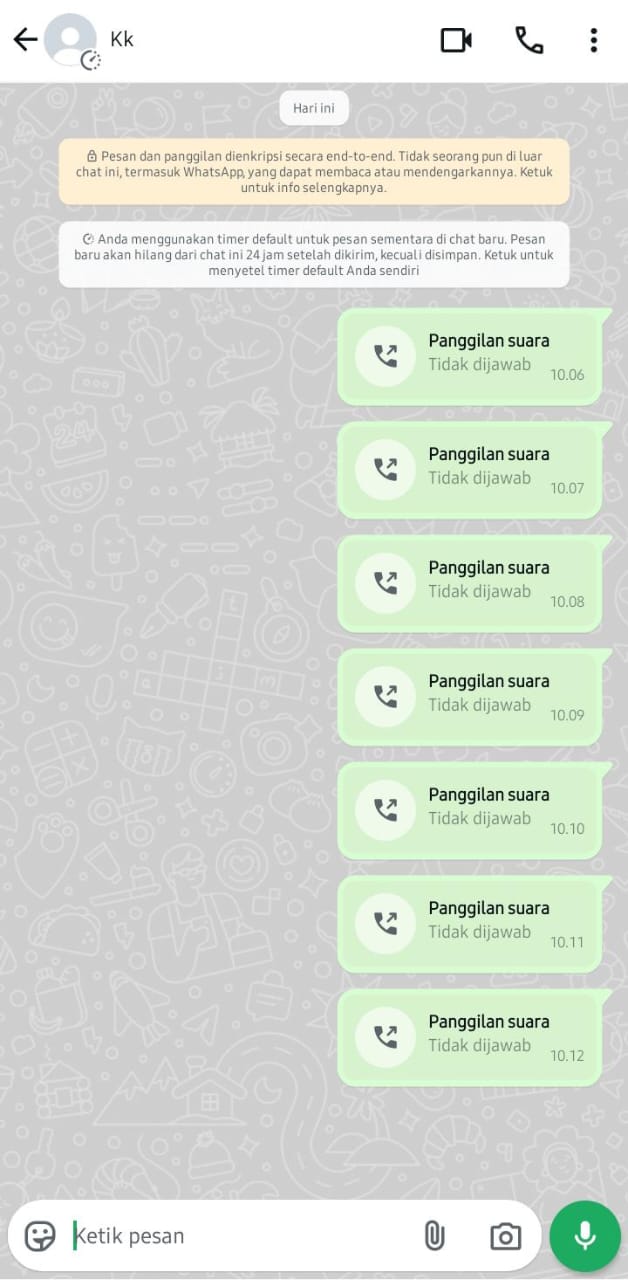 Kk
Hari ini
Pesan dan panggilan dienkripsi secara end-to-end. Tidak seorang pun di luar
chat ini, termasuk WhatsApp, yang dapat membaca atau mendengarkannya. Ketuk
untuk info selengkapnya.
Anda menggunakan timer default untuk pesan sementara di chat baru. Pesan
baru akan hilang dari chat ini 24 jam setelah dikirim, kecuali disimpan. Ketuk untuk
menyetel timer default Anda sendiri
Panggilan suara
Tidak dijawab
10.06
Panggilan suara
Tidak dijawab
10.07
Panggilan suara
Tidak dijawab
10.08
Panggilan suara
Tidak dijawab
10.09
Panggilan suara
Tidak dijawab
10.10
Panggilan suara
Tidak dijawab
10.11
Panggilan suara
Tidak dijawab
10.12
Ketik pesan